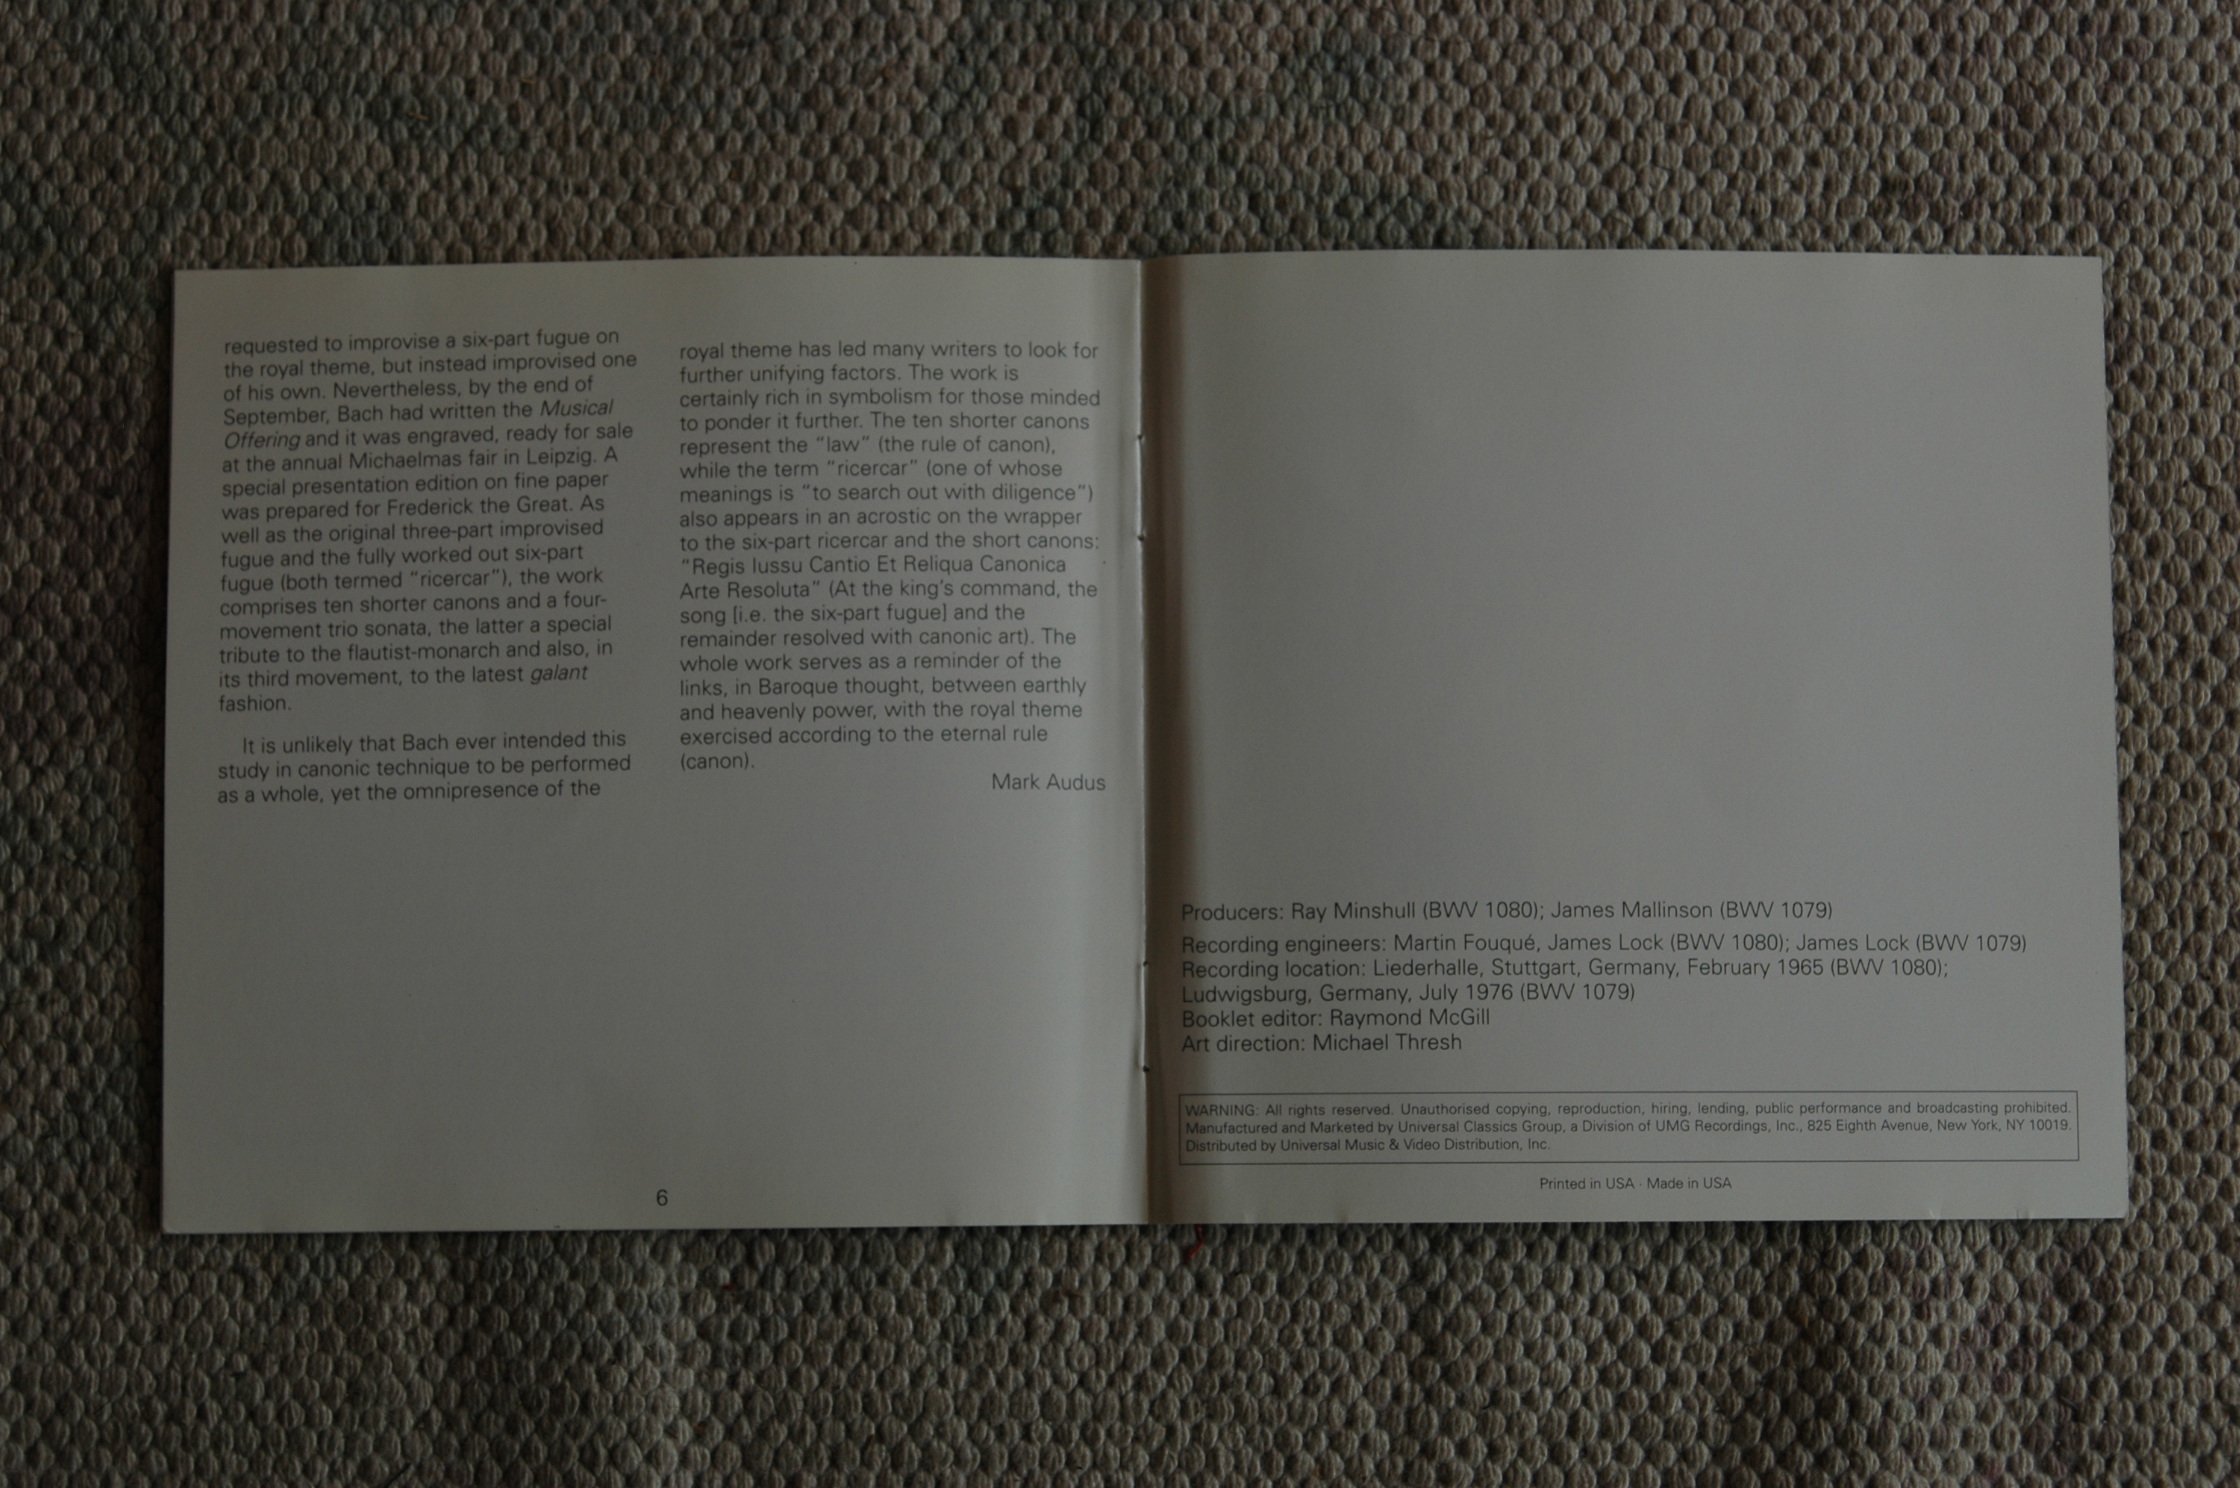 requested to improvise a six-part fugue on
the royal theme, but instead improvised one
of his own. Nevertheless, by the end of
September, Bach had written the Musical
Offering and it was engraved, ready for sale
at the annual Michaelmas fair in Leipzig. A
special presentation edition on fine paper
was prepared for Frederick the Great. As
well as the original three-part improvised
fugue and the fully worked out six-part
fugue (both termed “ricercar”), the work
comprises ten shorter canons and a four-
movement trio sonata, the latter a special
tribute to the flautist-monarch and also, in
its third movement, to the latest galant
fashion.
It is unlikely that Bach ever intended this
study in canonic technique to be performed
as a whole, yet the omnipresence of the
royal theme has led many writers to look for
further unifying factors. The work is
certainly rich in symbolism for those minded
to ponder it further. The ten shorter canons
represent the “law” (the rule of canon),
while the term “ricercar” (one of whose
meanings is “to search out with diligence”)
also appears in an acrostic on the wrapper
to the six-part ricercar and the short canons:
“Regis Iussu Cantio Et Reliqua Canonica
Arte Resoluta” (At the king's command, the
song [i.e. the six-part fugue] and the
remainder resolved with canonic art). The
whole work serves as a reminder of the
links, in Baroque thought, between earthly
and heavenly power, with the royal theme
exercised according to the eternal rule
(canon).
Mark Audus
6
Producers: Ray Minshull (BWV 1080); James Mallinson (BWV 1079)
Recording engineers: Martin Fouqué, James Lock (BWV 1080); James Lock (BWV 1079)
Recording location: Liederhalle, Stuttgart, Germany, February 1965 (BWV 1080);
Ludwigsburg, Germany, July 1976 (BWV 1079)
Booklet editor: Raymond McGill
Art direction: Michael Thresh
WARNING: All rights reserved. Unauthorised copying, reproduction, hiring, lending, public performance and broadcasting prohibited.
Manufactured and Marketed by Universal Classics Group, a Division of UMG Recordings, Inc., 825 Eighth Avenue, New York, NY 10019.
Distributed by Universal Music & Video Distribution, Inc.
Printed in USA · Made in USA